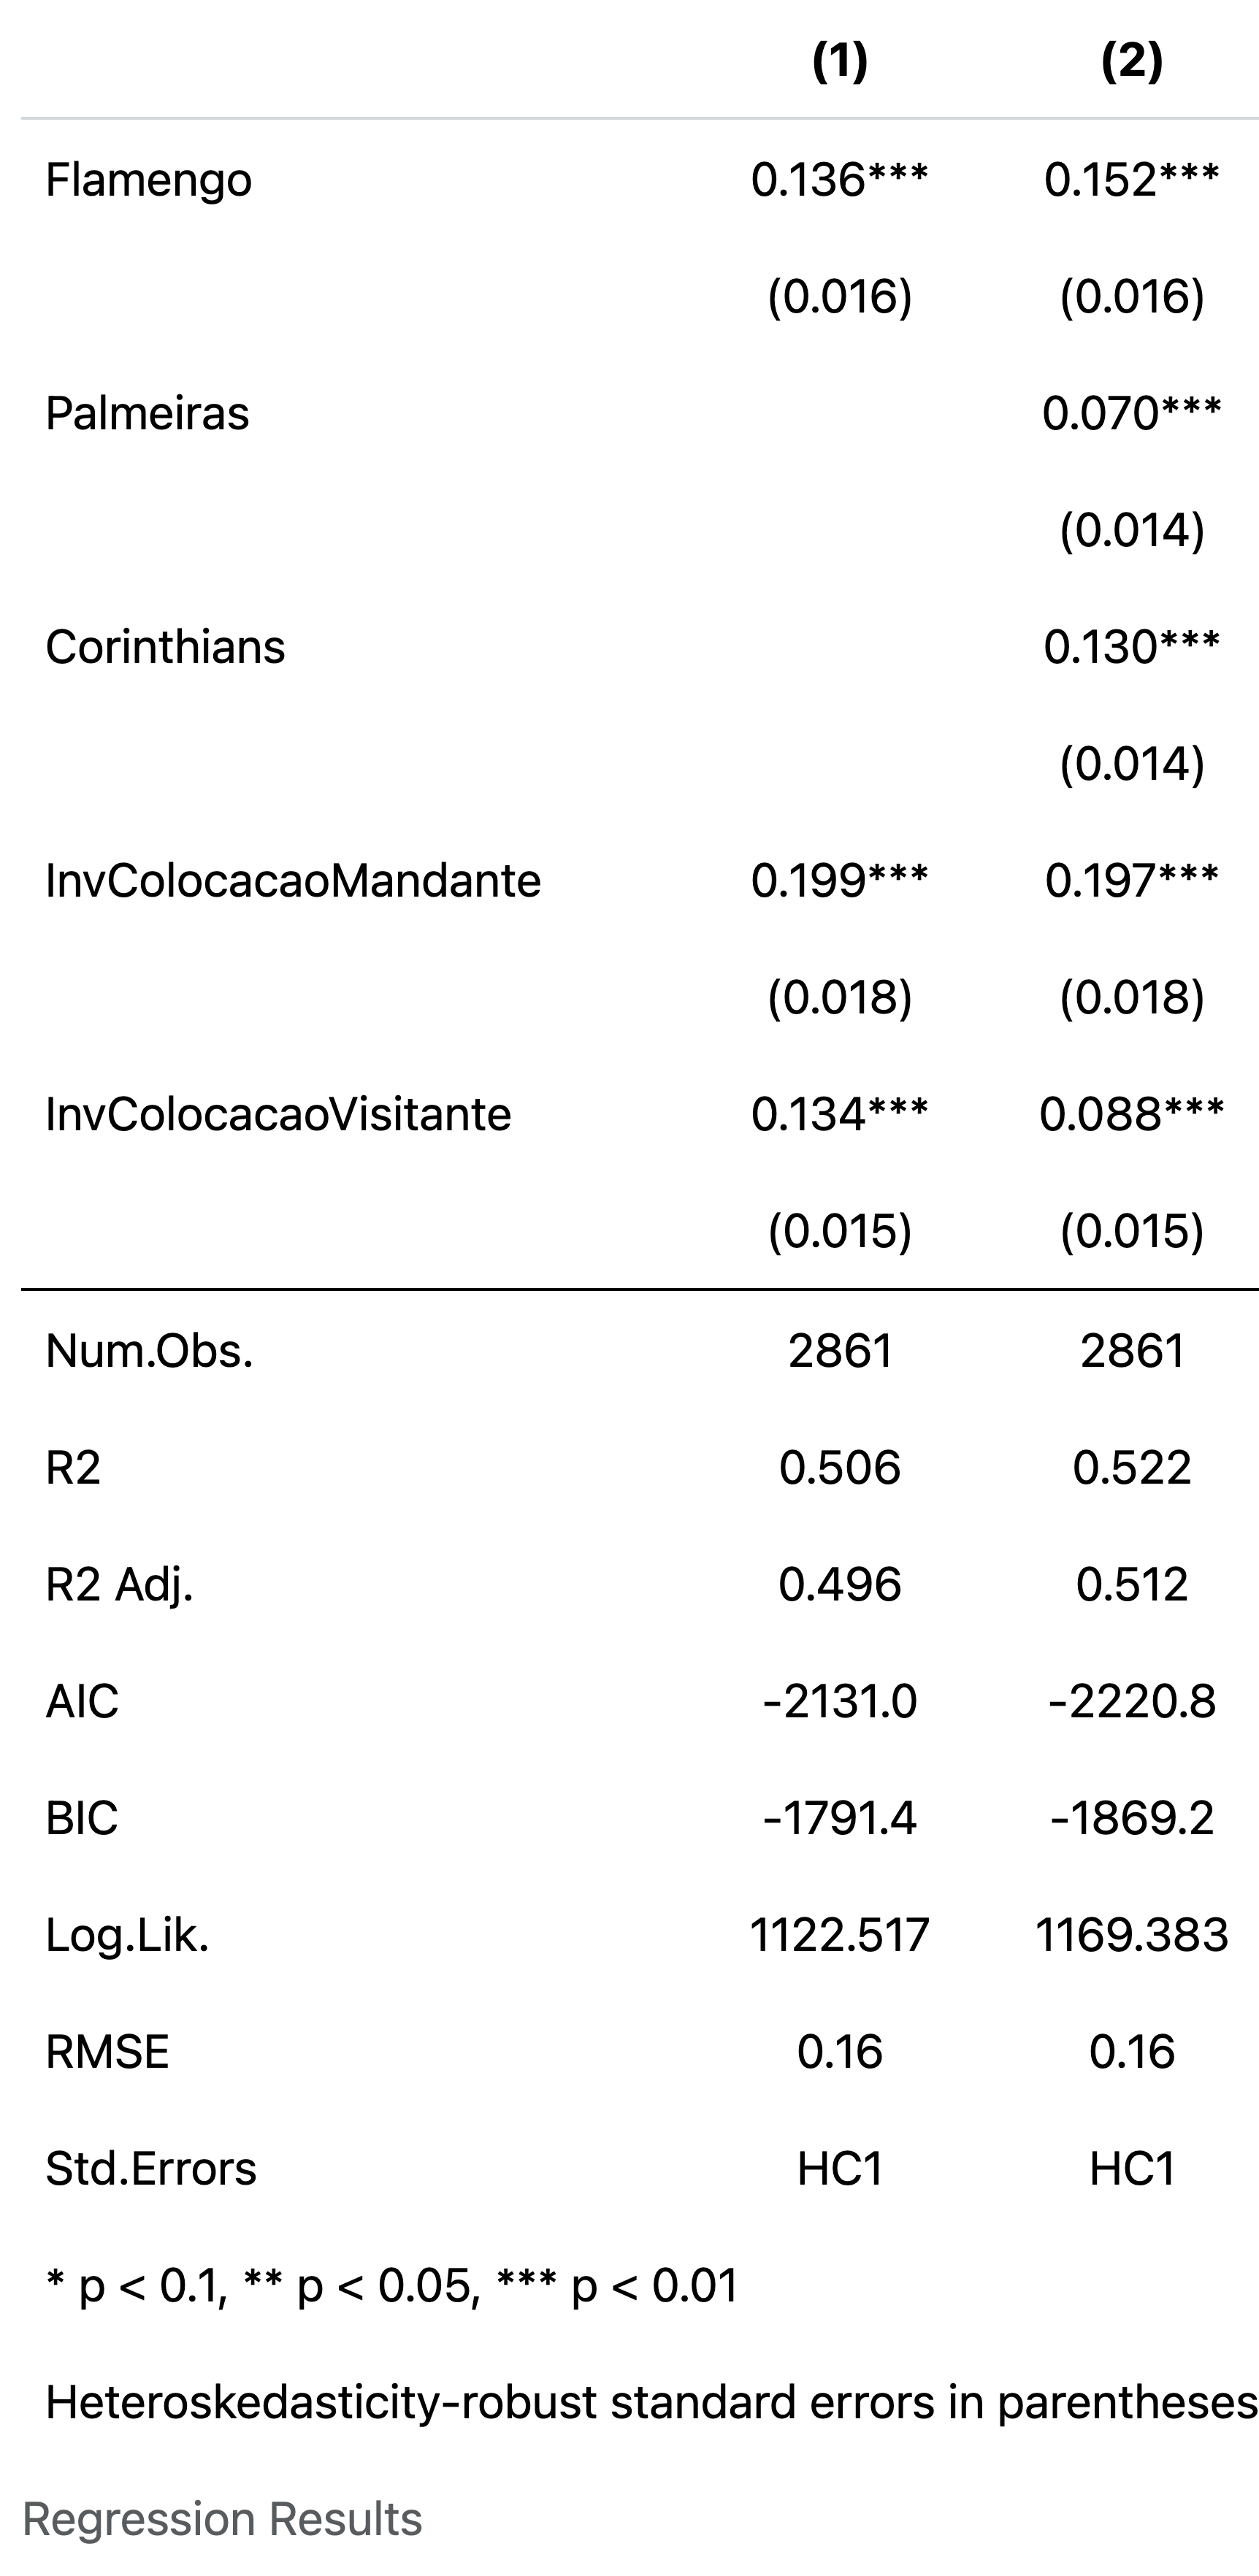 (1) (2)
Flamengo 0.136*** 0.152***
(0.016) (0.016)
Palmeiras 0.070***
(0.014)
Corinthians 0.130***
(0.014)
InvColocacaoMandante 0.199*** 0.197***
(0.018) (0.018)
InvColocacaoVisitante 0.134*** 0.088***
(0.015) (0.015)
Num.Obs. 2861 2861
R2 0.506 0.522
R2 Adj. 0.496 0.512
AIC -2131.0 -2220.8
BIC -1791.4 -1869.2
Log.Lik. 1122.517 1169.383
RMSE 0.16 0.16
Std.Errors HC1 HC1
* p < 0.1, ** p < 0.05, *** p < 0.01
Heteroskedasticity-robust standard errors in parentheses
Regression Results